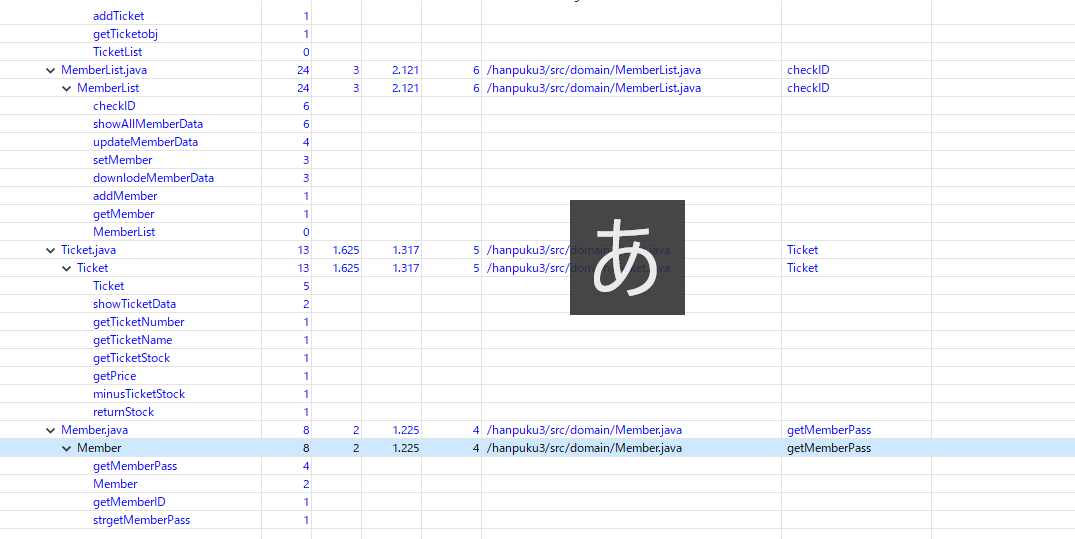 addTicket 1
getTicketobj 1
TicketList 0
MemberList.java 24 3 2.121 6 /hanpuku3/src/domain/MemberList.java checkID
MemberList 24 3 2.121 6 /hanpuku3/src/domain/MemberList.java checkID
checkID 6
showAllMemberData 6
updateMemberData 4
setMember 3
downlodeMemberData 3
addMember 1
getMember 1
MemberList 0
Ticket.java 13 1.625 1.317 5 /hanpuku3/src/domain/Ticket.java Ticket
Ticket 13 1.625 1.317 5 /hanpuku3/src/domain/Ticket.java Ticket
あ
Ticket 5
showTicketData 2
getTicketNumber 1
getTicketName 1
getTicketStock 1
getPrice 1
minusTicketStock 1
returnStock 1
Member.java 8 2 1.225 4 /hanpuku3/src/domain/Member.java getMemberPass
Member 8 2 1.225 4 /hanpuku3/src/domain/Member.java getMemberPass
getMemberPass 4
Member 2
getMemberID 1
strgetMemberPass 1